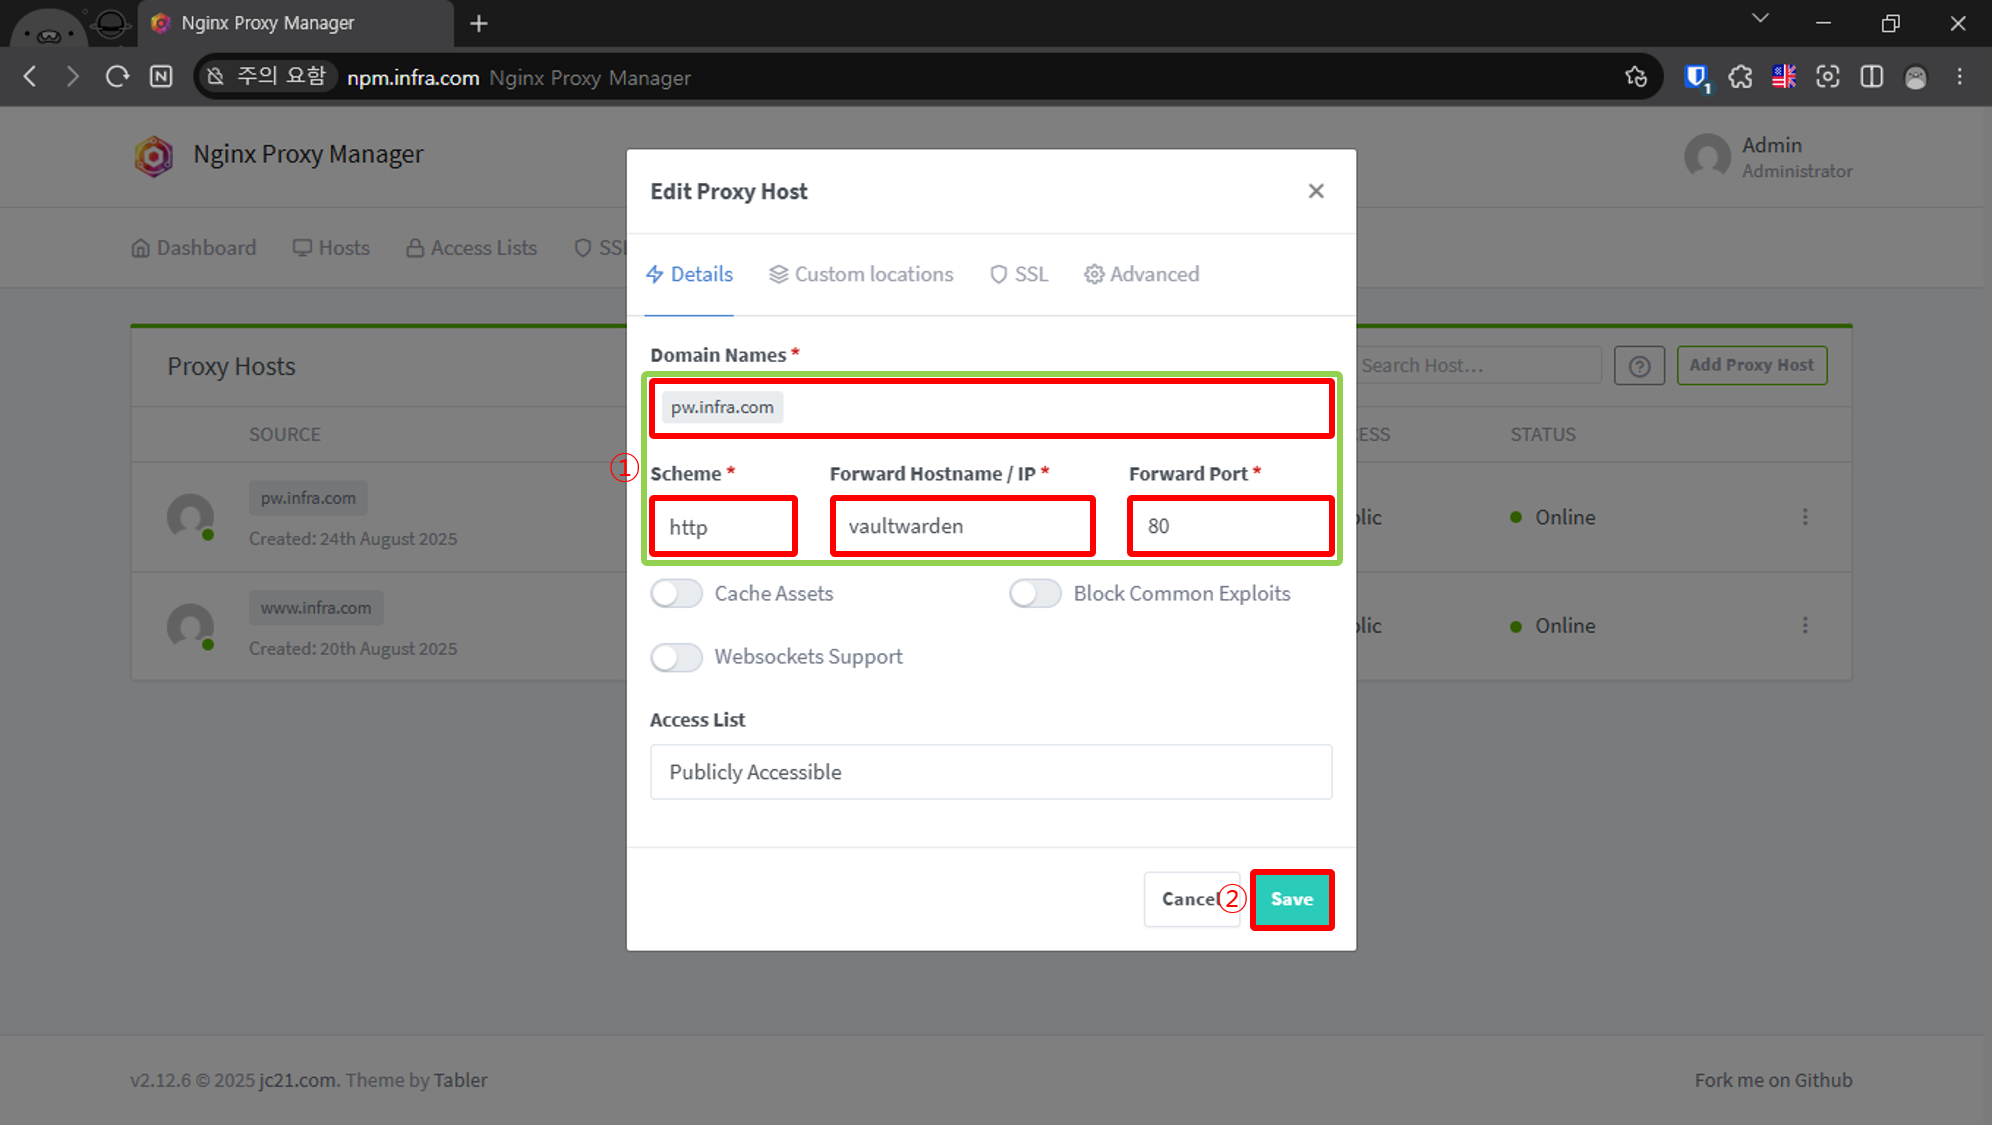 Nginx Proxy Manager
주의 요함 npm.infra.com Nginx Proxy Manager
1
Nginx Proxy Manager
Admin
Administrator
Dashboard Hosts Access Lists SSL
Proxy Hosts
Search Host...
Add Proxy Host
SOURCE
STATUS
pw.infra.com
Created: 24th August 2025
Online
www.infra.com
Created: 20th August 2025
Online
Edit Proxy Host
Details Custom locations SSL Advanced
Domain Names *
pw.infra.com
①
Scheme * Forward Hostname / IP * Forward Port *
http vaultwarden 80
Cache Assets Block Common Exploits
Websockets Support
Access List
Publicly Accessible
Cancel ② Save
v2.12.6 © 2025 jc21.com. Theme by Tabler
Fork me on Github